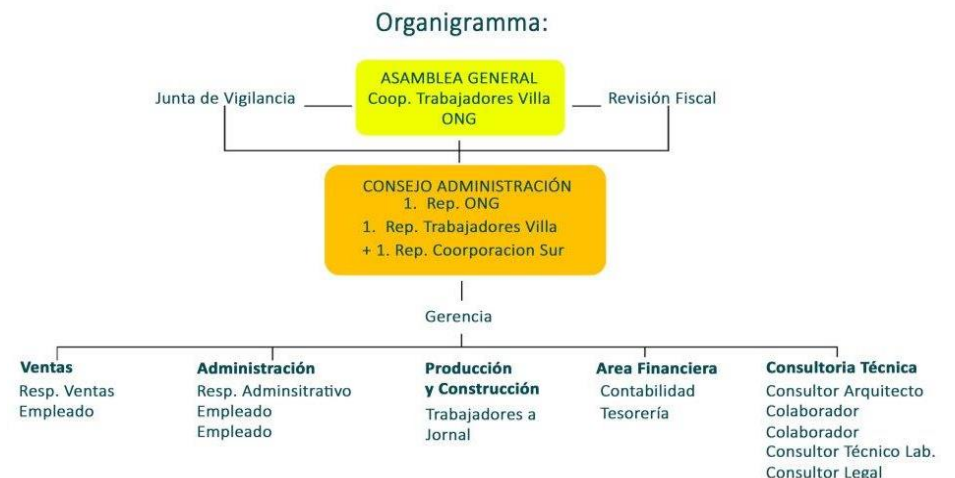 Organigramma:
ASAMBLEA GENERAL
Coop. Trabajadores Villa
ONG
Junta de Vigilancia
Revisión Fiscal
CONSEJO ADMINISTRACIÓN
1. Rep. ONG
1. Rep. Trabajadores Villa
+ 1. Rep. Coorporacion Sur
Gerencia
Ventas
Resp. Ventas
Empleado
Administración
Resp. Adminsitrativo
Empleado
Empleado
Producción
y Construcción
Trabajadores a
Jornal
Area Financiera
Contabilidad
Tesorería
Consultoria Técnica
Consultor Arquitecto
Colaborador
Colaborador
Consultor Técnico Lab.
Consultor Legal